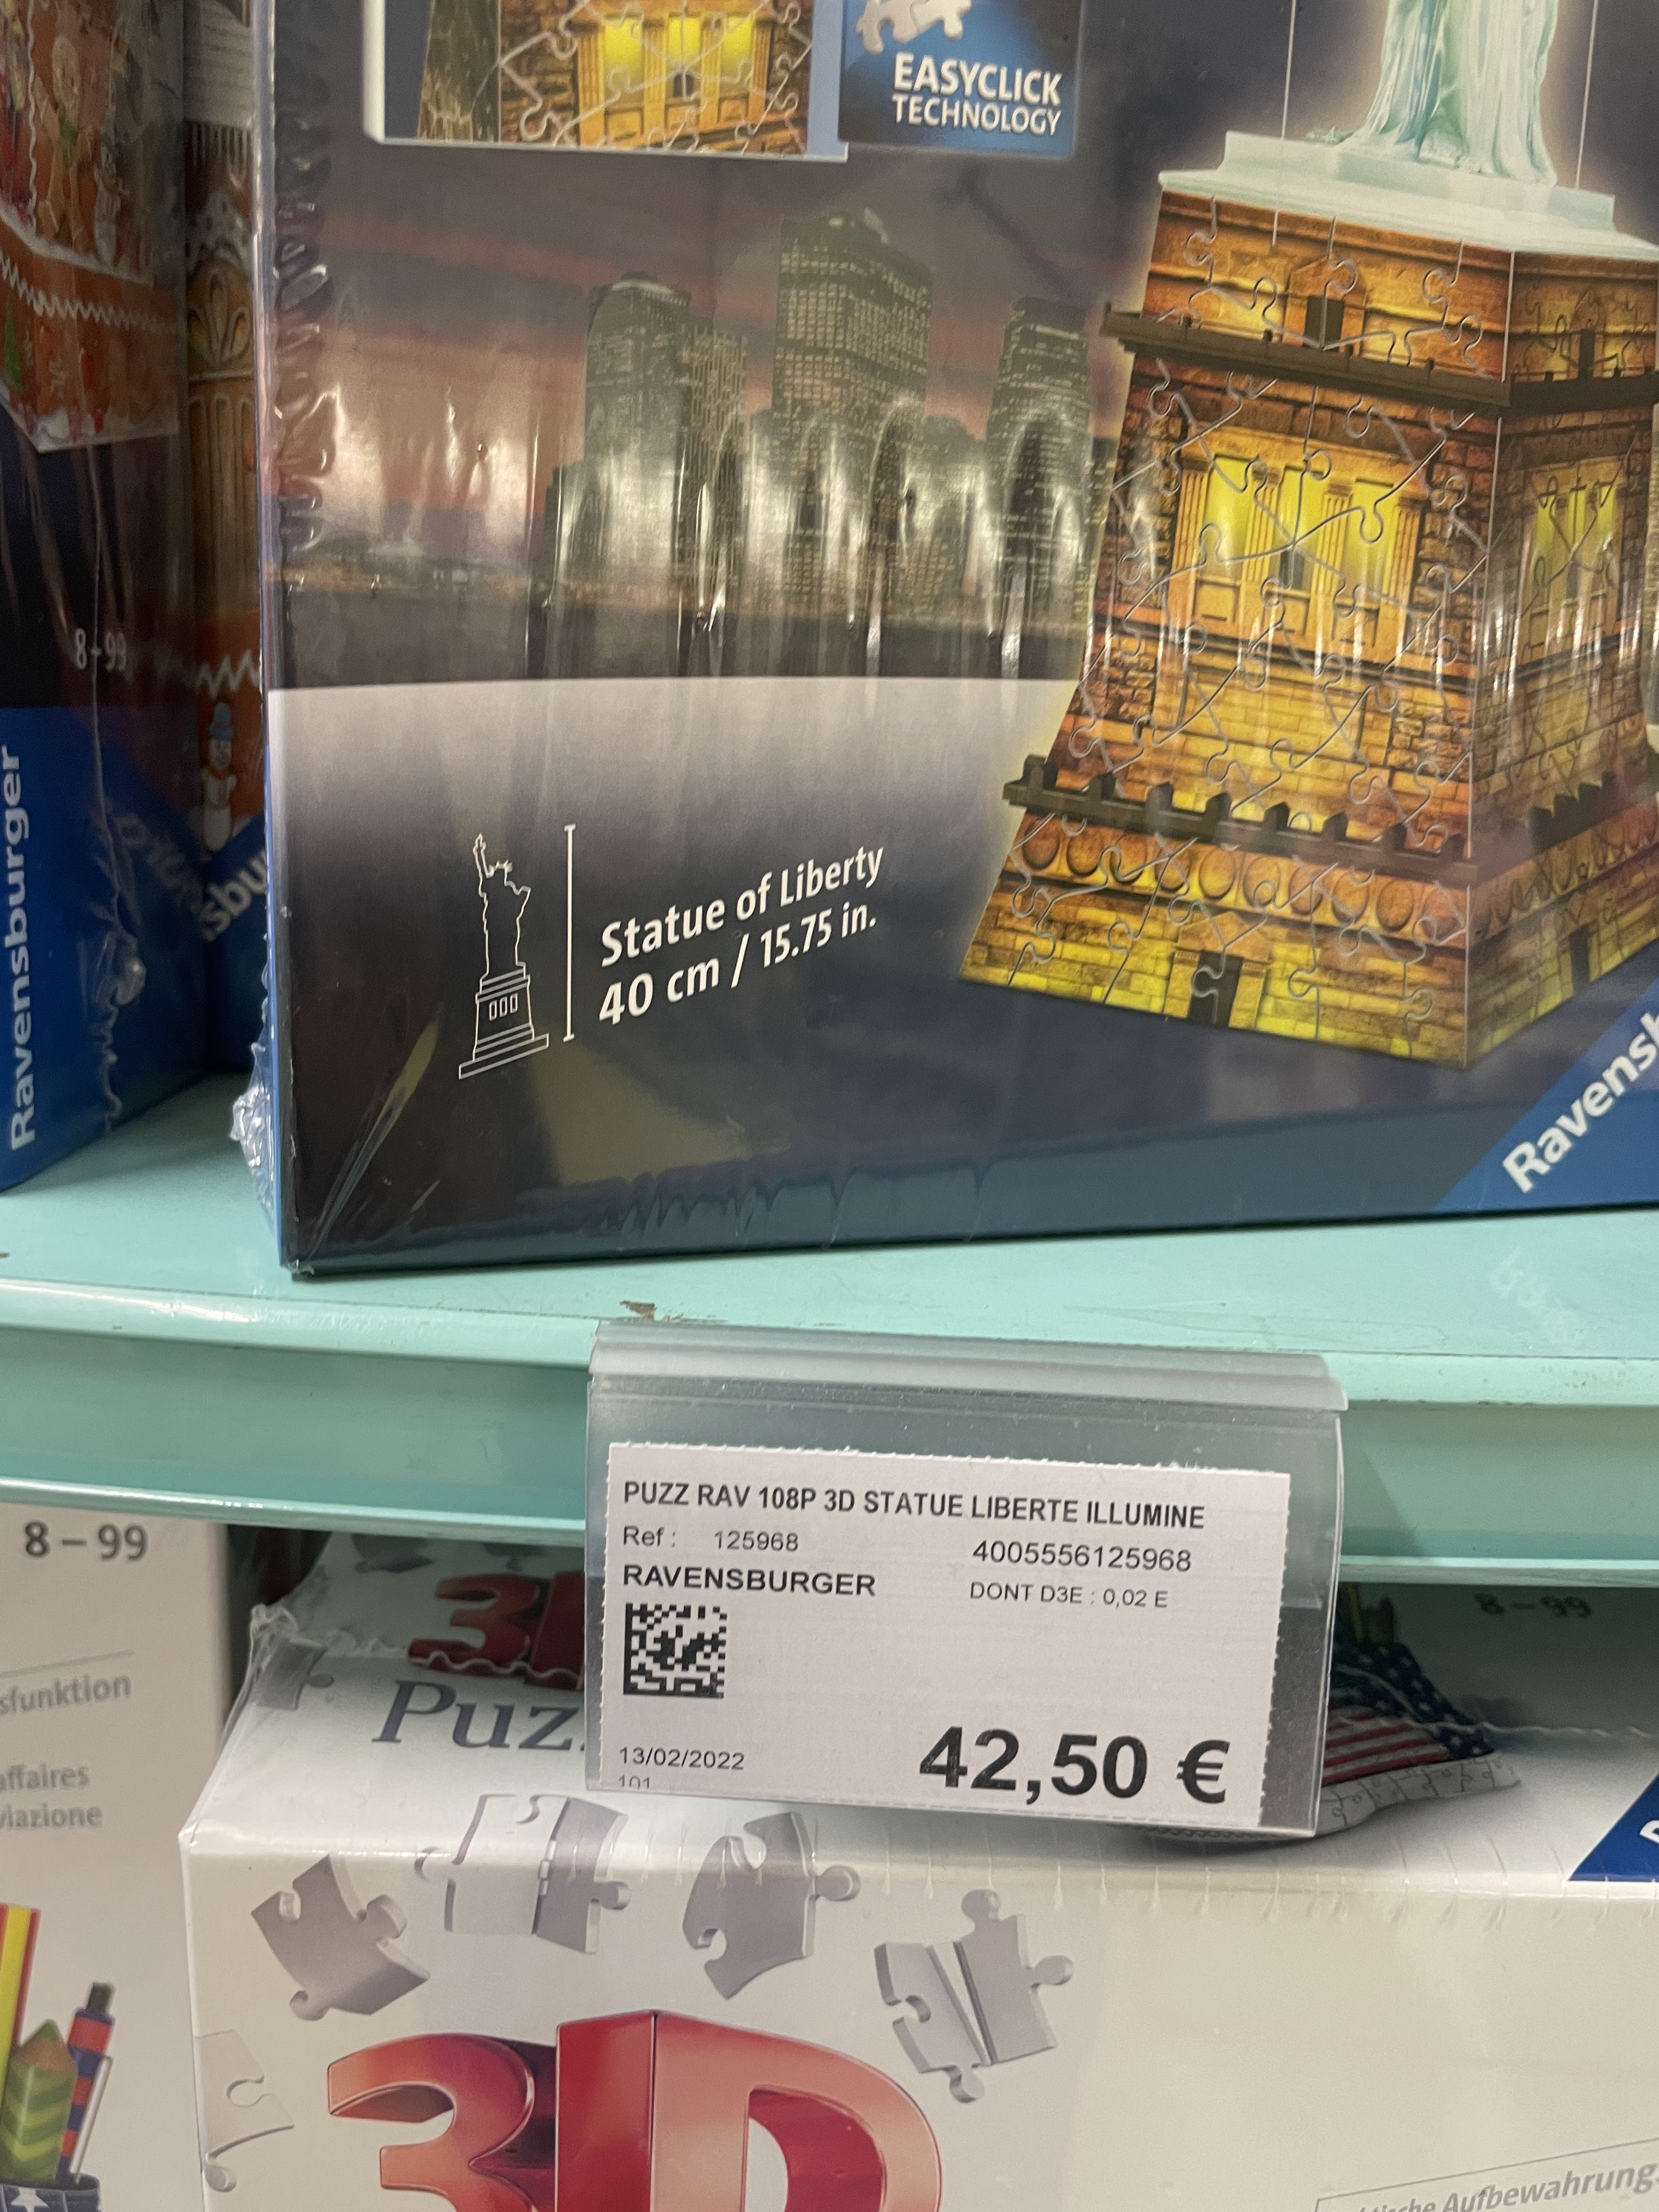 EASYCLICK
TECHNOLOGY
8-99
Ravensburger
sbu
Statue of Liberty
40 cm / 15.75 in.
Ravensb
PUZZ RAV 108P 3D STATUE LIBERTE ILLUMINE
Ref : 125968 4005556125968
RAVENSBURGER DONT D3E : 0,02 E
13/02/2022 42,50 €
101
8-99
8-99
sfunktion
affaires
viazione
3D
Puz
3D
Aufbewahrung